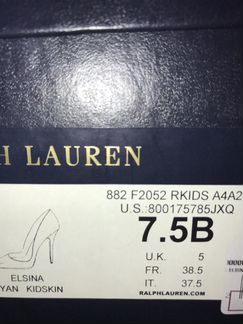 H LAUREN
882 F2052 RKIDS A4A2
U.S.:800175785JXQ
7.5B
U.K. 5
FR. 38.5
IT. 37.5
RALPHLAUREN.COM
ELSINA
YAN KIDSKIN